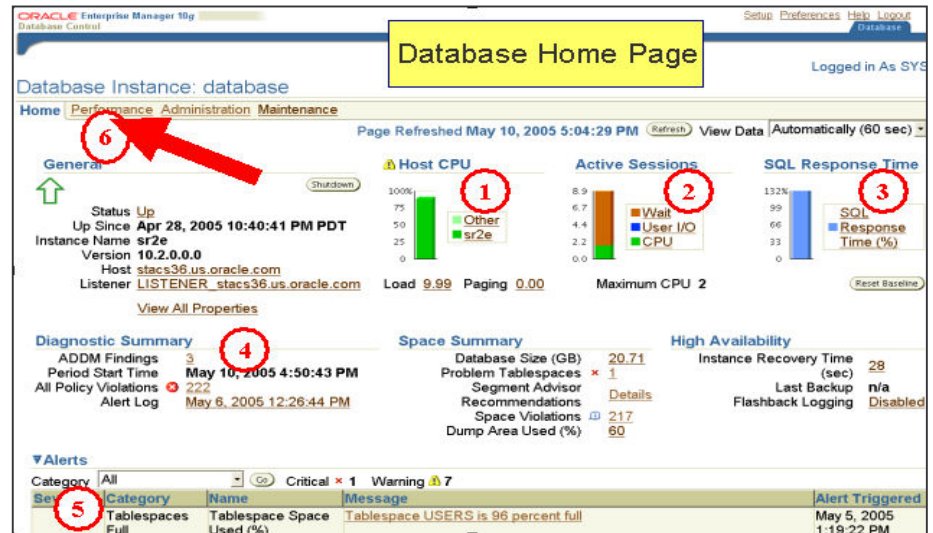 ORACLE Enterprise Manager 10g
Database Control
Setup Preferences Help Logout
Database
Database Home Page
Logged in As SYS
Database Instance: database
Home Performance Administration Maintenance
6
Page Refreshed May 10, 2005 5:04:29 PM Refresh View Data Automatically (60 sec)
General
Shutdown
Status Up
Up Since Apr 28, 2005 10:40:41 PM PDT
Instance Name sr2e
Version 10.2.0.0.0
Host stacs36.us.oracle.com
Listener LISTENER_stacs36.us.oracle.com
View All Properties
Host CPU
1
100%
75
50
25
0
Other
sr2e
Load 9.99 Paging 0.00
Active Sessions
2
8.9
6.7
4.4
2.2
0.0
Wait
User I/O
CPU
Maximum CPU 2
SQL Response Time
3
132%
99
66
33
0
SQL
Response
Time (%)
Reset Baseline
Diagnostic Summary
4
ADDM Findings 3
Period Start Time May 10, 2005 4:50:43 PM
All Policy Violations 222
Alert Log May 6, 2005 12:26:44 PM
Space Summary
Database Size (GB) 20.71
Problem Tablespaces 1
Segment Advisor
Recommendations Details
Space Violations 217
Dump Area Used (%) 60
High Availability
Instance Recovery Time
(sec) 28
Last Backup n/a
Flashback Logging Disabled
Alerts
Category All Go Critical 1 Warning 7
5
Category Name Message Alert Triggered
Tablespaces
Full
Tablespace Space
Used (%)
Tablespace USERS is 96 percent full
May 5, 2005
1:19:22 PM